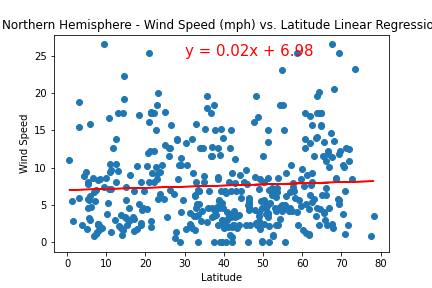 Northern Hemisphere - Wind Speed (mph) vs. Latitude Linear Regressio
y = 0.02x + 6.98
25
20
15
10
5
0
Wind Speed
0 10 20 30 40 50 60 70 80
Latitude